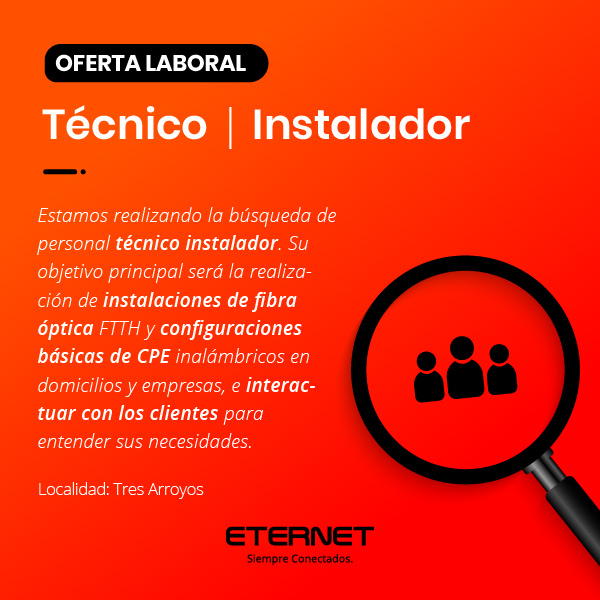 OFERTA LABORAL
Técnico | Instalador
Estamos realizando la búsqueda de
personal técnico instalador. Su
objetivo principal será la realiza-
ción de instalaciones de fibra
óptica FTTH y configuraciones
básicas de CPE inalámbricos en
domicilios y empresas, e interac-
tuar con los clientes para
entender sus necesidades.
Localidad: Tres Arroyos
ETERNET
Siempre Conectados.